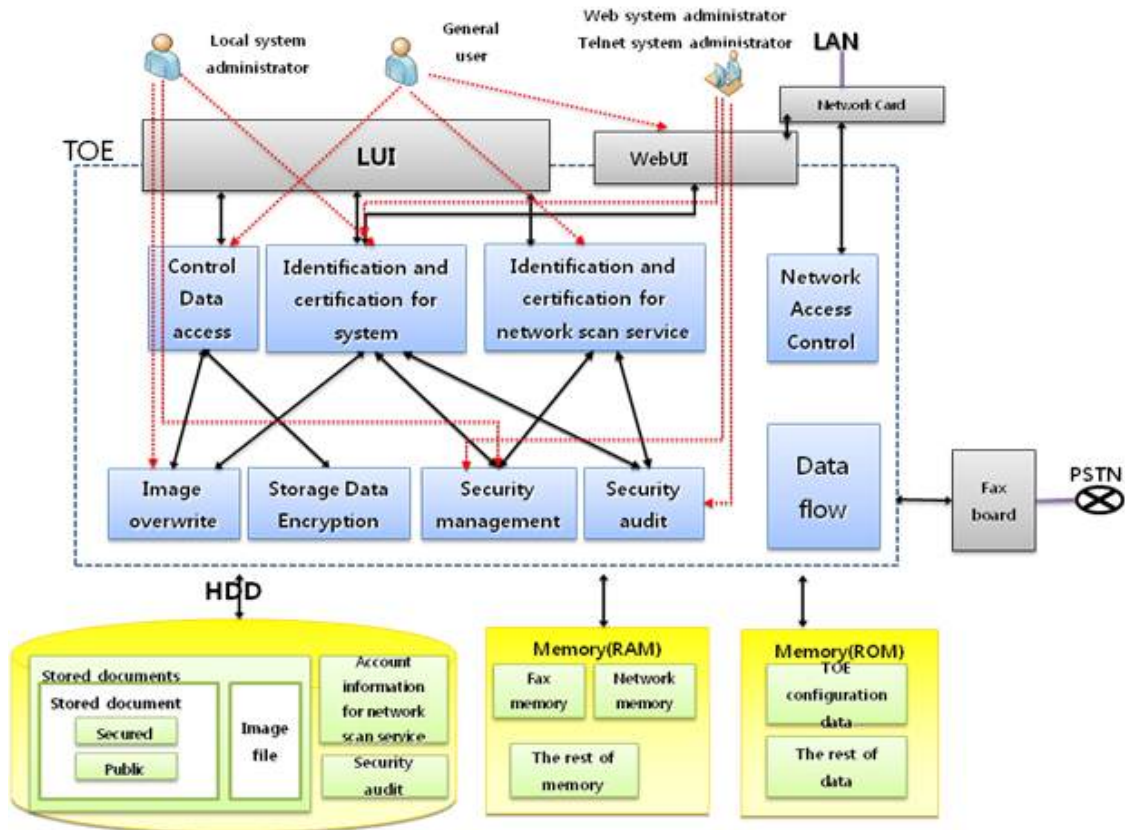 Local system
administrator
General
user
Web system administrator
Telnet system administrator
LAN
Network Card
TOE
LUI
WebUI
Control
Data
access
Identification and
certification for
system
Identification and
certification for
network scan service
Network
Access
Control
Image
overwrite
Storage Data
Encryption
Security
management
Security
audit
Data
flow
Fax
board
PSTN
HDD
Stored documents
Stored document
Secured
Public
Image
file
Account
information
for network
scan service
Security
audit
Memory(RAM)
Fax
memory
Network
memory
The rest of
memory
Memory(ROM)
TOE
configuration
data
The rest of
data